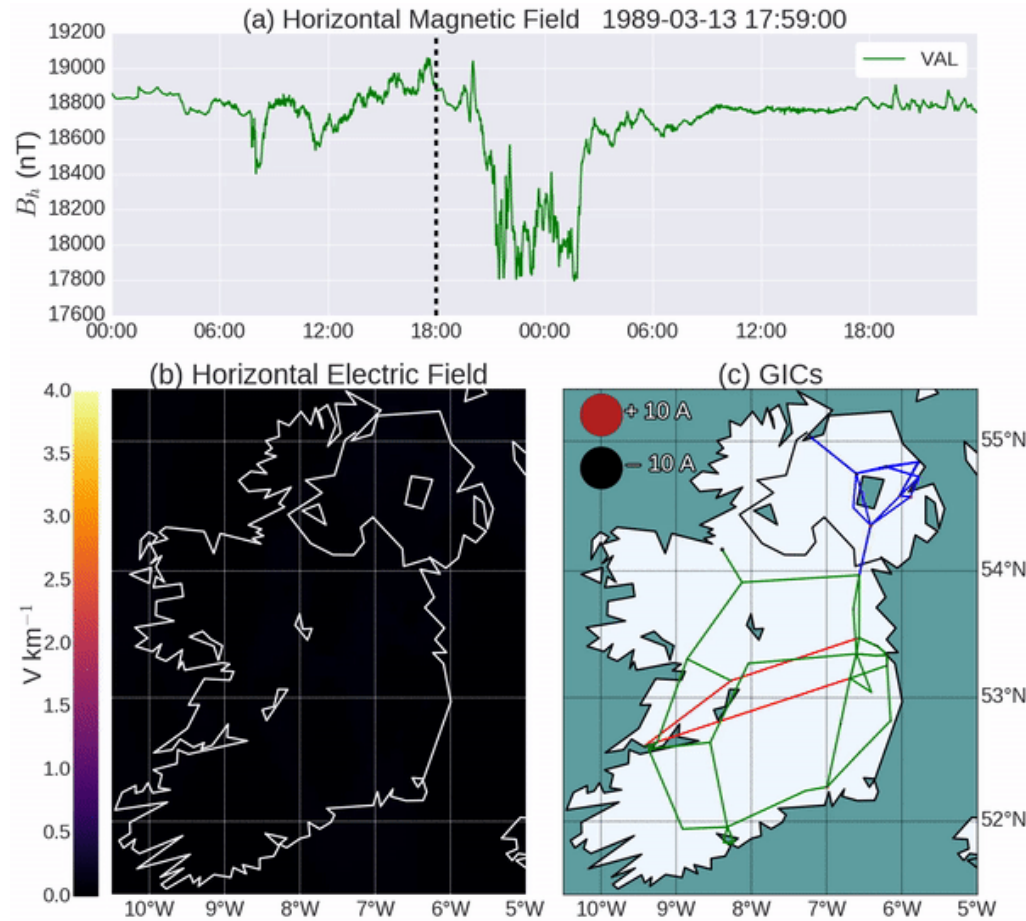 (a) Horizontal Magnetic Field 1989-03-13 17:59:00
19200
19000
18800
18600
18400
18200
18000
17800
17600
B_h (nT)
VAL
00:00 06:00 12:00 18:00 00:00 06:00 12:00 18:00
(b) Horizontal Electric Field
(c) GICs
4.0
3.5
3.0
2.5
2.0
1.5
1.0
0.5
0.0
V km⁻¹
+ 10 A
− 10 A
55°N
54°N
53°N
52°N
10°W 9°W 8°W 7°W 6°W 5°W
10°W 9°W 8°W 7°W 6°W 5°W